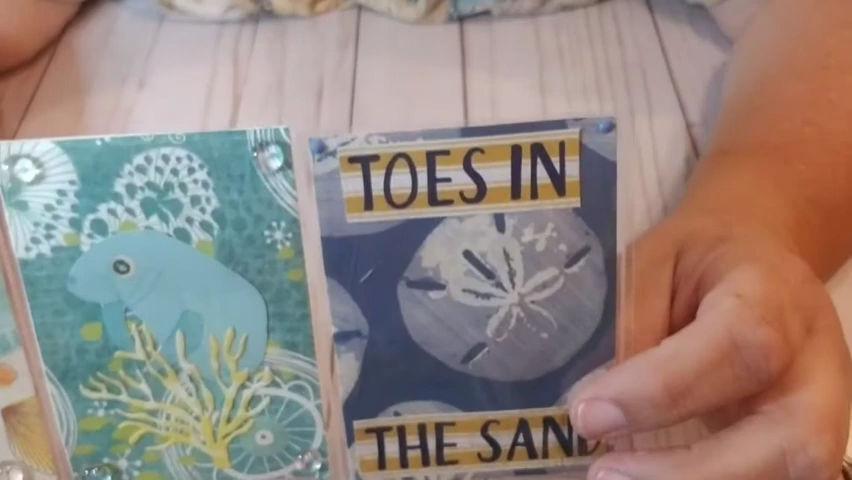 TOES IN
THE SAND